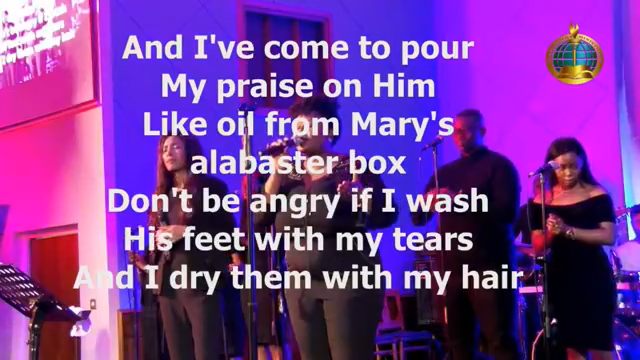 And I've come to pour
My praise on Him
Like oil from Mary's
alabaster box
Don't be angry if I wash
His feet with my tears
And I dry them with my hair